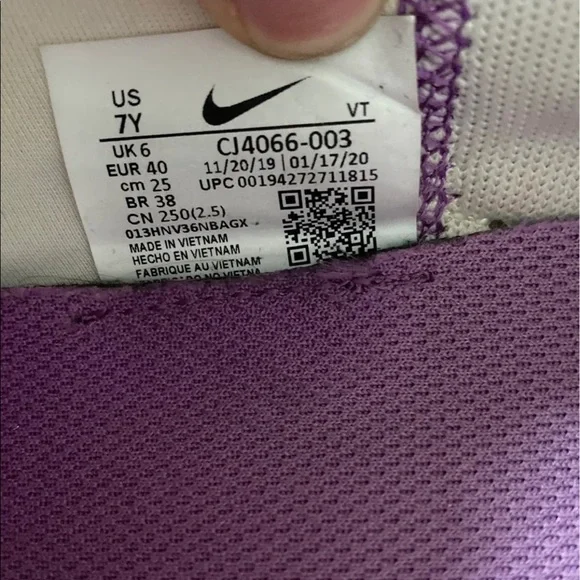 US
7Y
VT
UK 6
CJ4066-003
EUR 40
11/20/19 | 01/17/20
cm 25
UPC 00194272711815
BR 38
CN 250(2.5)
013HNV36NBAGX
MADE IN VIETNAM
HECHO EN VIETNAM
FABRIQUE AU VIETNAM